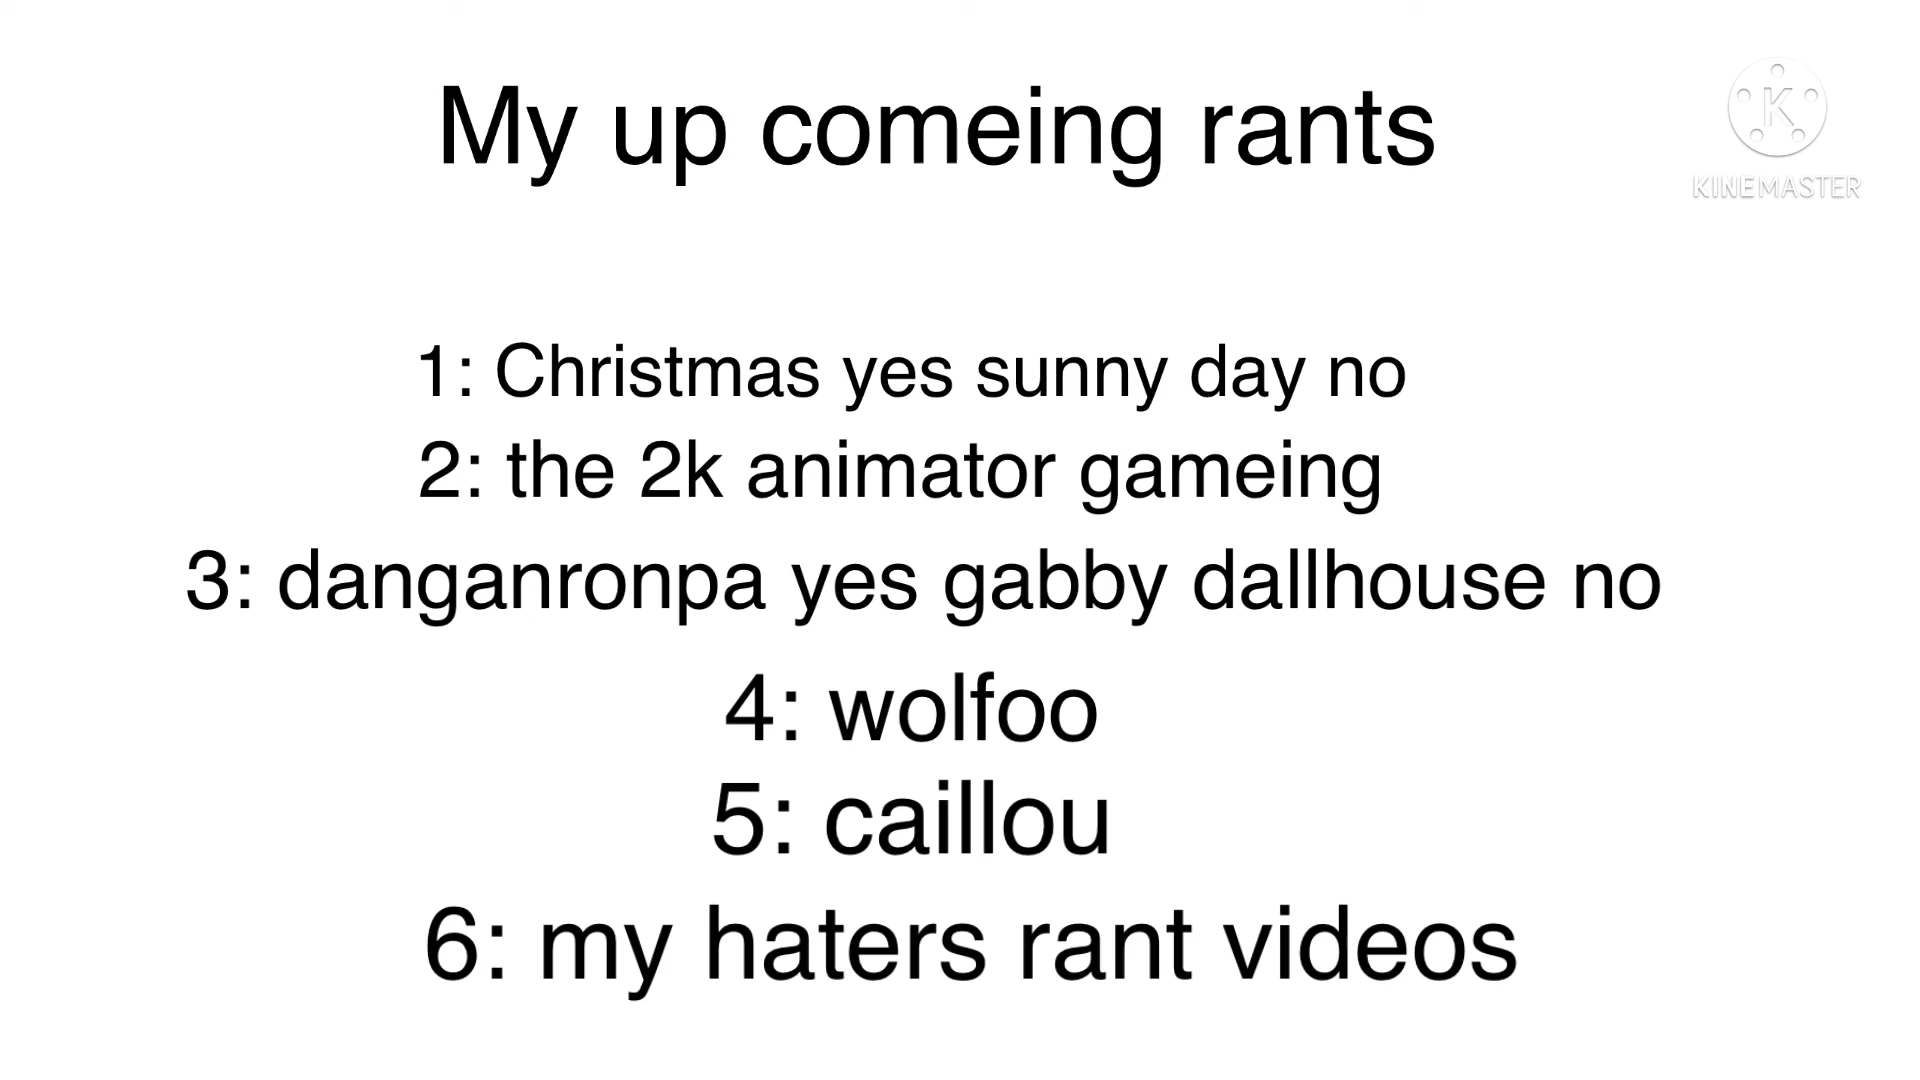 My up comeing rants
K
KINEMASTER
1: Christmas yes sunny day no
2: the 2k animator gameing
3: danganronpa yes gabby dallhouse no
4: wolfoo
5: caillou
6: my haters rant videos